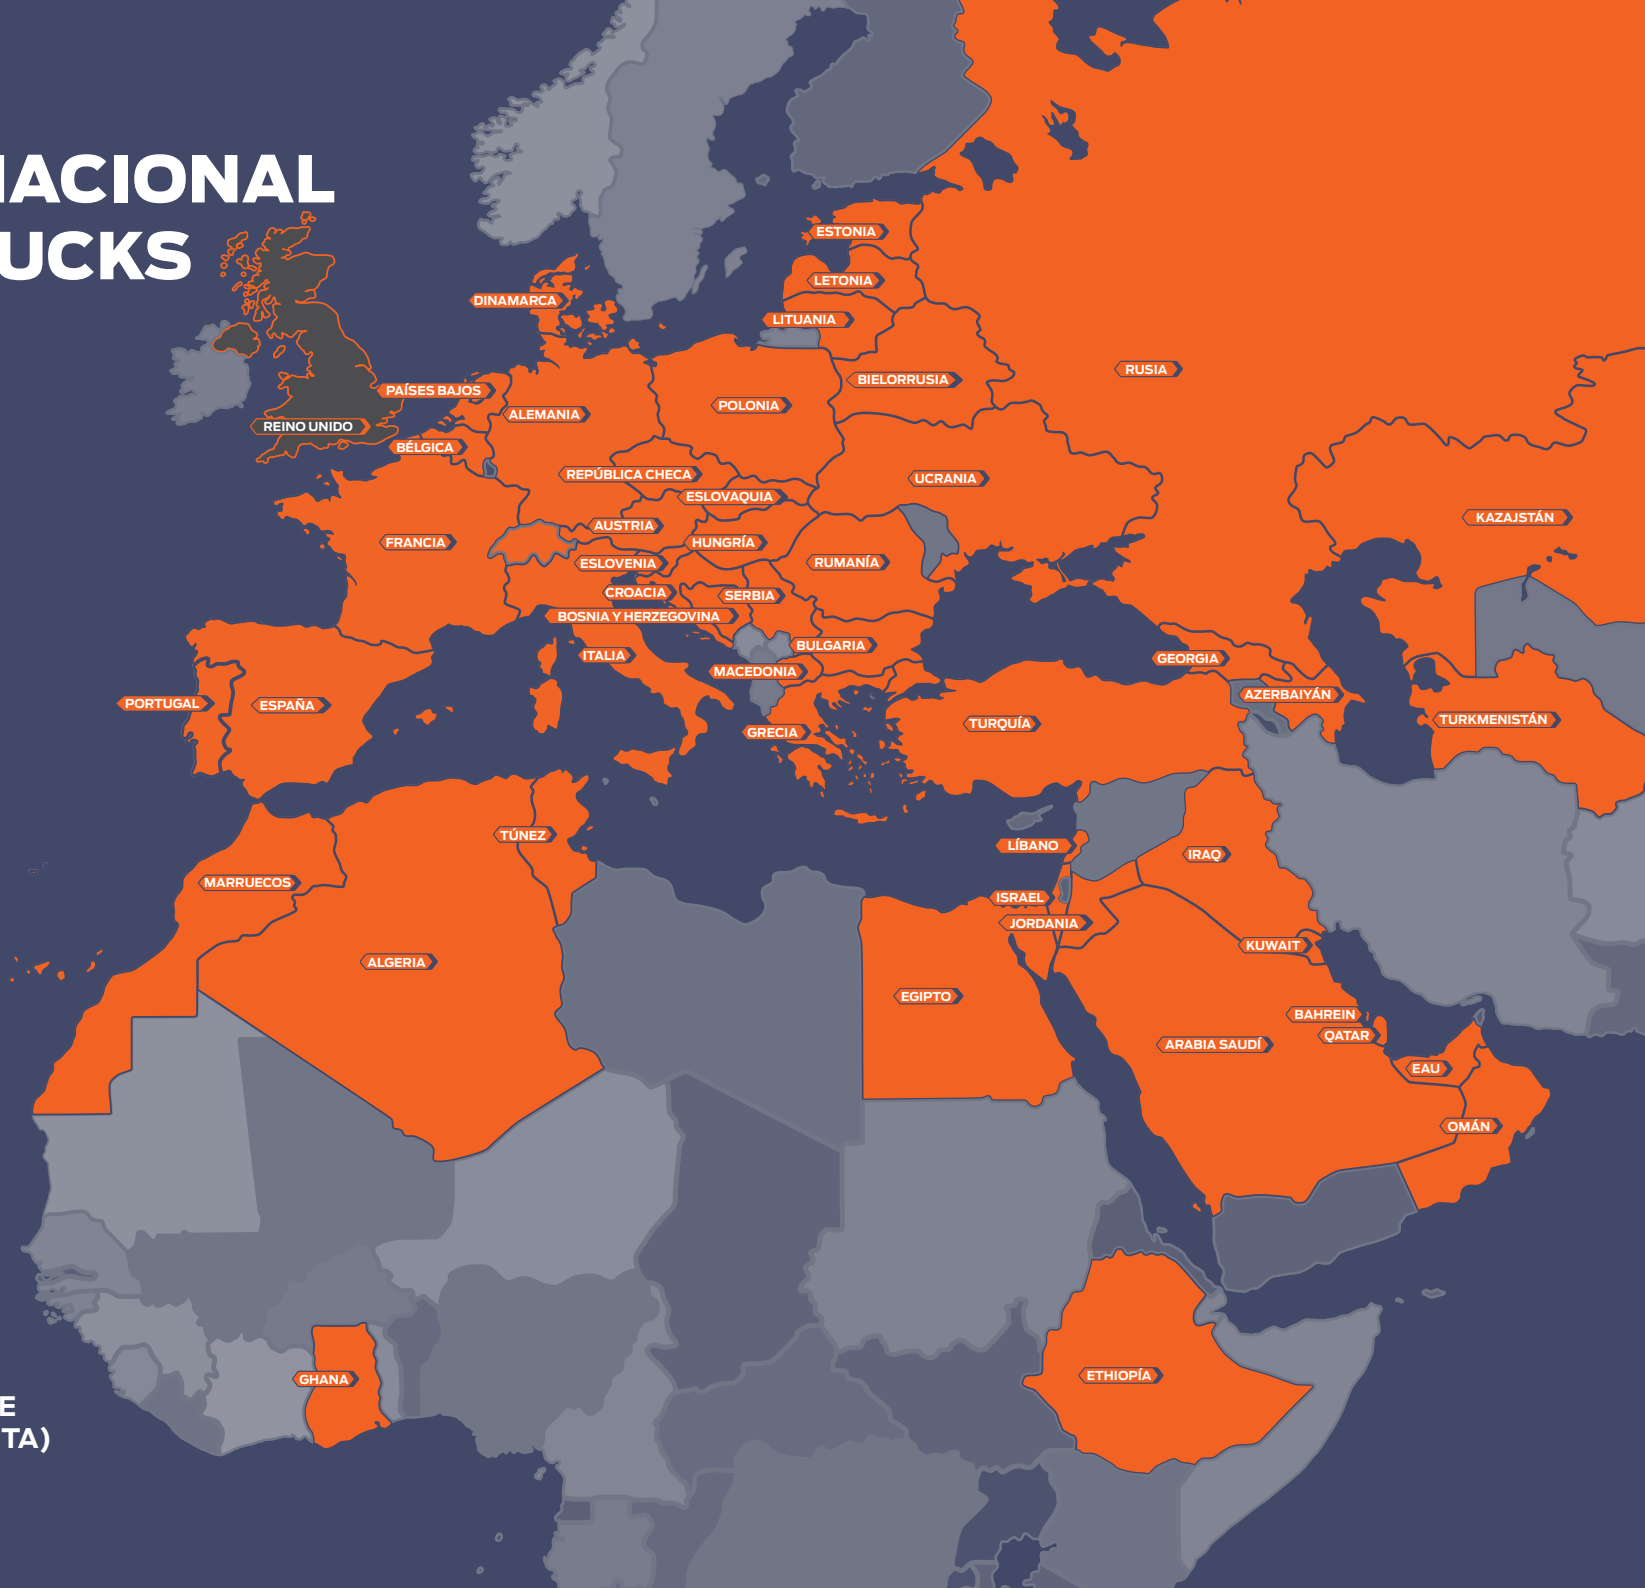 NACIONAL
UCKS
ESTONIA
LETONIA
DINAMARCA
LITUANIA
RUSIA
BIELORRUSIA
PAÍSES BAJOS
POLONIA
ALEMANIA
REINO UNIDO
BÉLGICA
REPÚBLICA CHECA
UCRANIA
ESLOVAQUIA
KAZAJSTÁN
AUSTRIA
FRANCIA
HUNGRÍA
RUMANÍA
ESLOVENIA
CROACIA
SERBIA
BOSNIA Y HERZEGOVINA
BULGARIA
ITALIA
GEORGIA
MACEDONIA
AZERBAIYÁN
PORTUGAL
ESPAÑA
TURKMENISTÁN
TURQUÍA
GRECIA
TÚNEZ
LÍBANO
IRAQ
MARRUECOS
ISRAEL
JORDANIA
KUWAIT
ALGERIA
EGIPTO
BAHREIN
QATAR
ARABIA SAUDÍ
EAU
OMÁN
ETHIOPÍA
GHANA
E
TA)